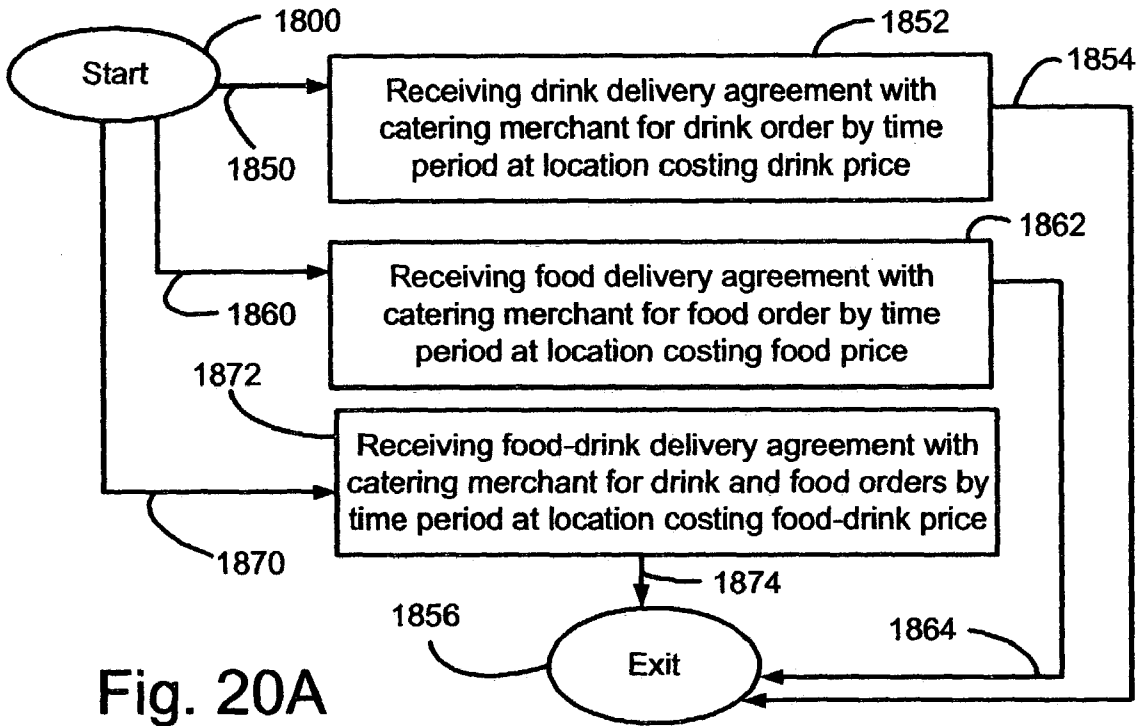 1800
Start
1852
1854
Receiving drink delivery agreement with
catering merchant for drink order by time
period at location costing drink price
1850
1862
Receiving food delivery agreement with
catering merchant for food order by time
period at location costing food price
1860
1872
Receiving food-drink delivery agreement with
catering merchant for drink and food orders by
time period at location costing food-drink price
1870
1874
1856
1864
Exit
Fig. 20A